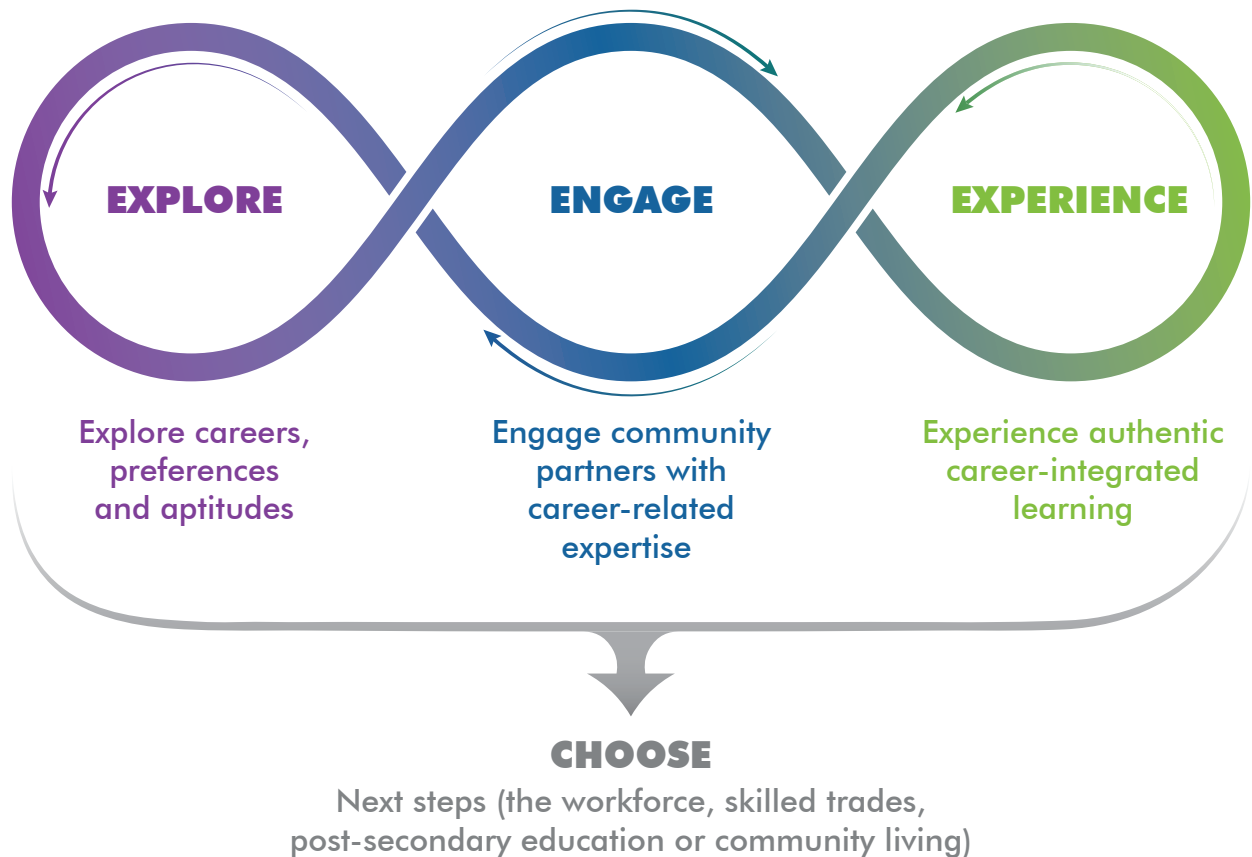 EXPLORE
Explore careers,
preferences
and aptitudes
ENGAGE
Engage community
partners with
career-related
expertise
EXPERIENCE
Experience authentic
career-integrated
learning
CHOOSE
Next steps (the workforce, skilled trades,
post-secondary education or community living)